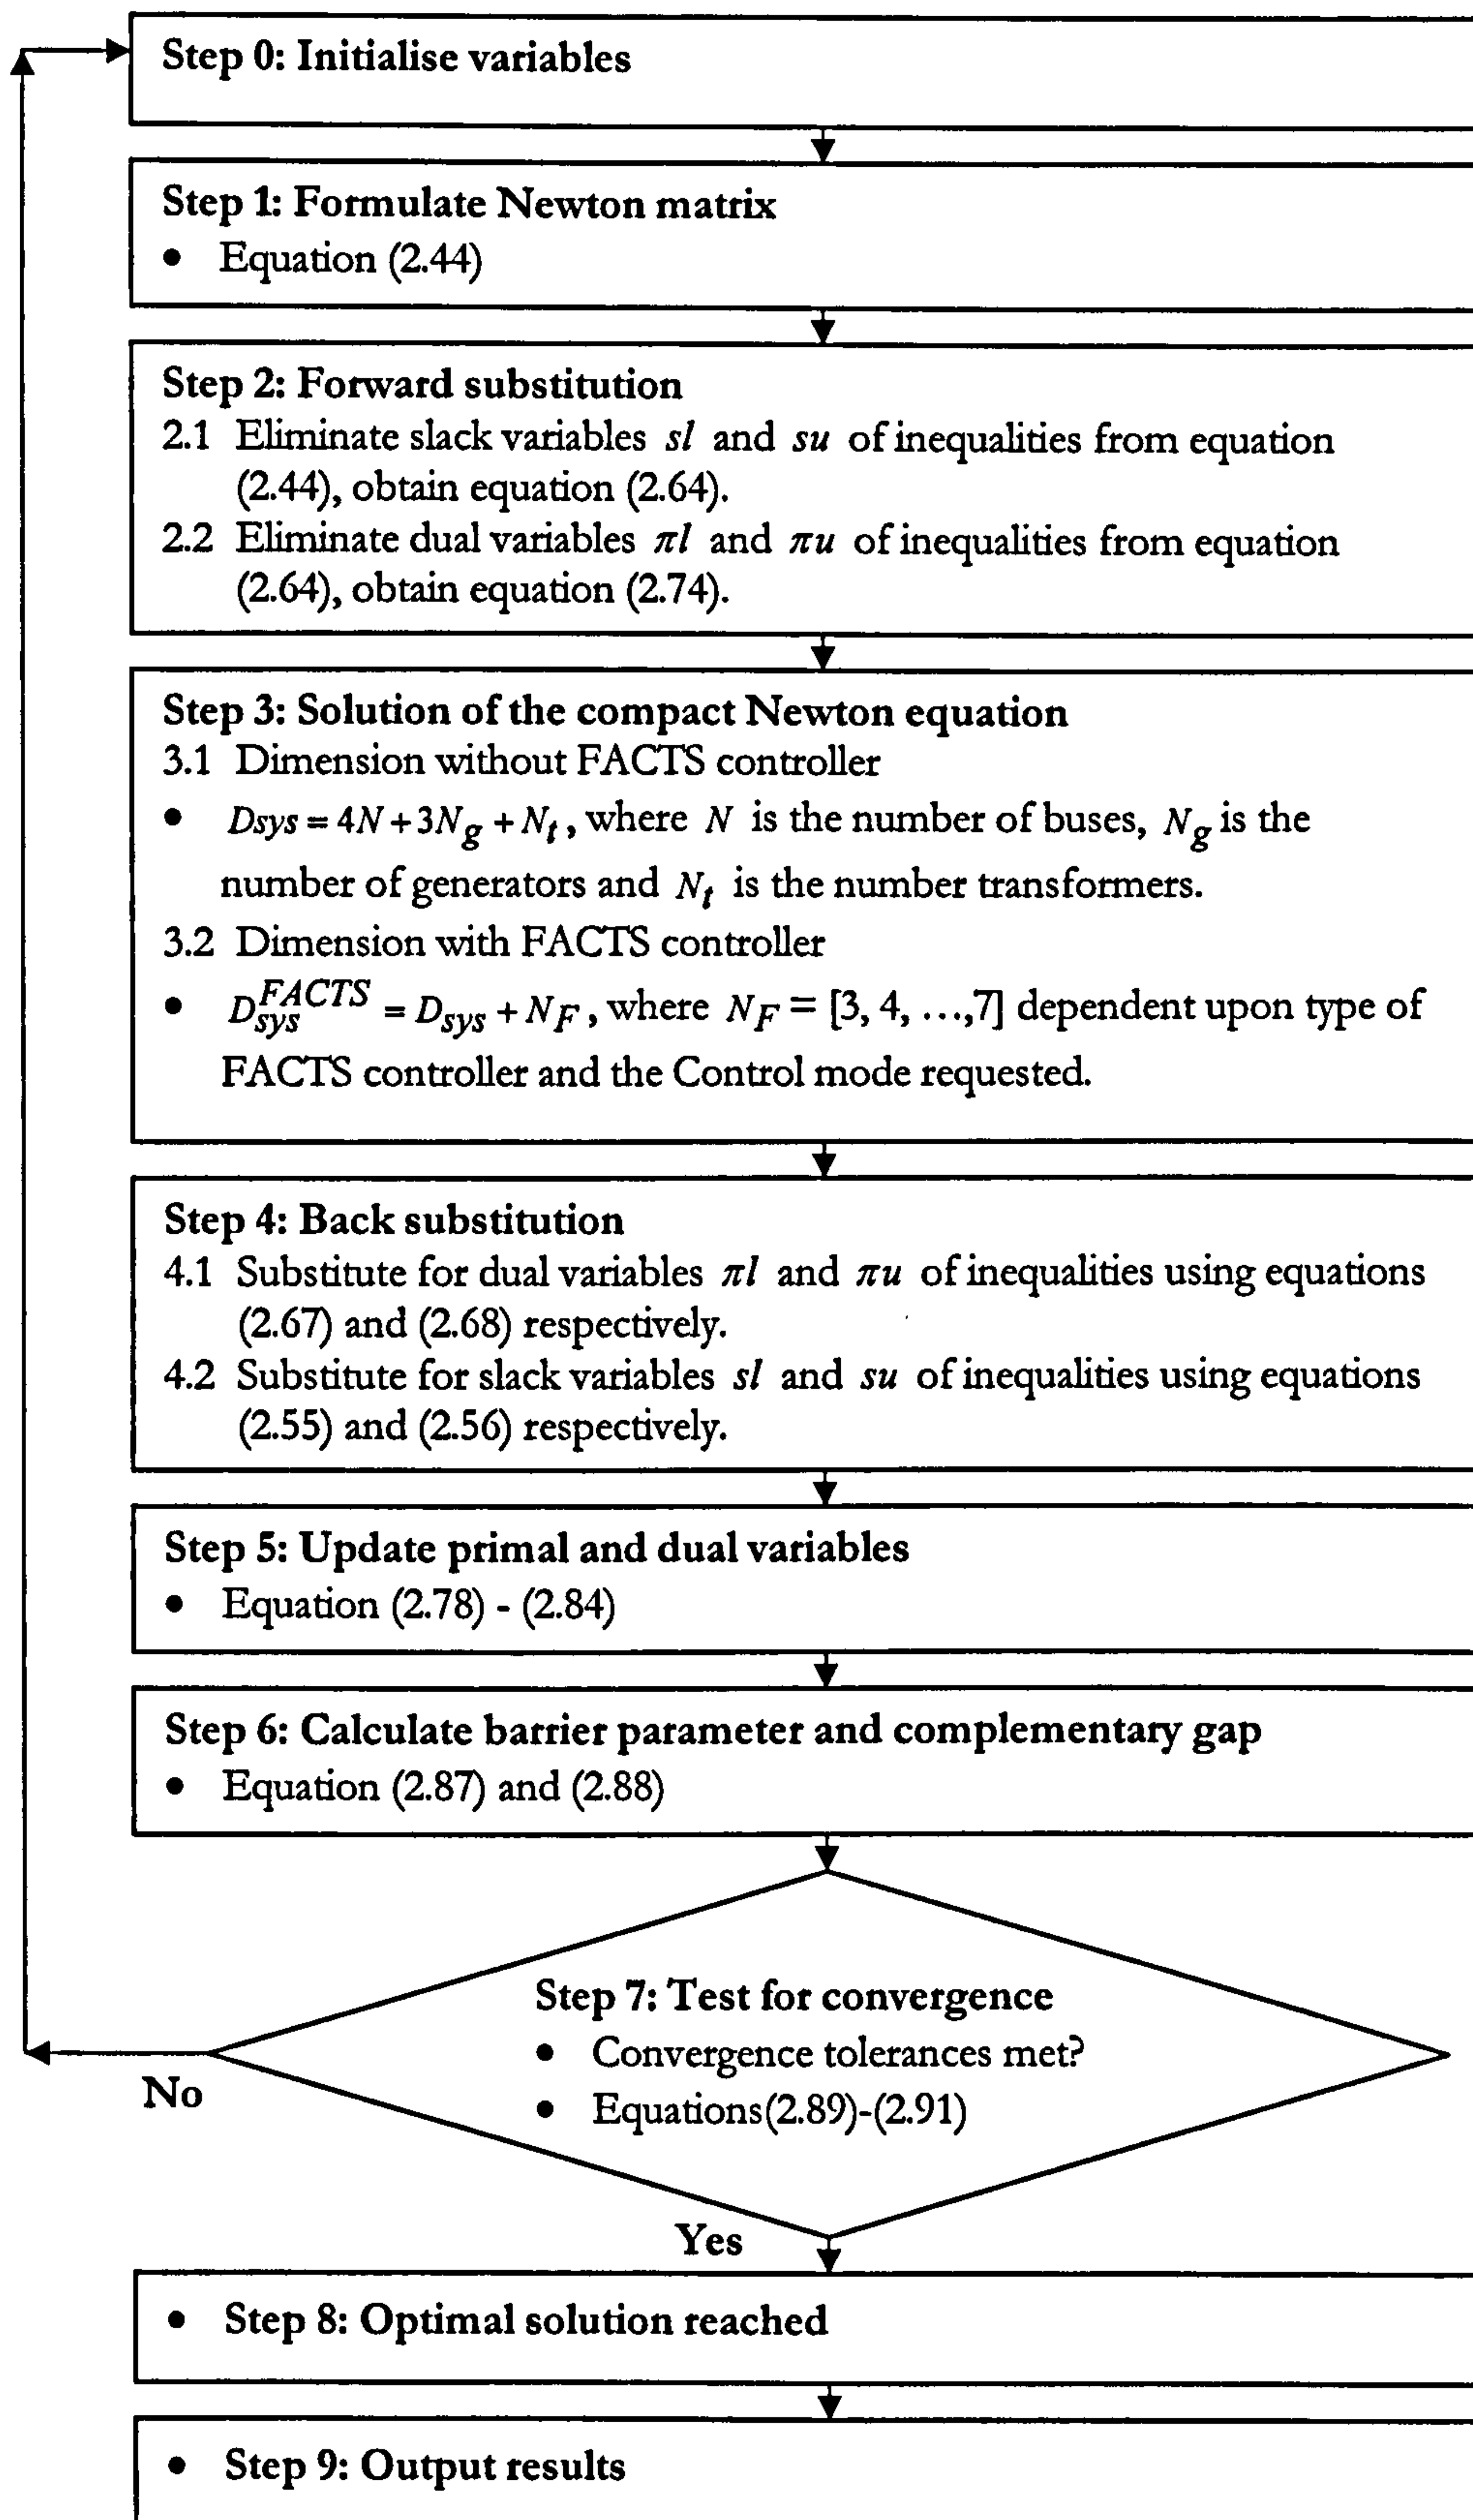 Step 0: Initialise variables
Step 1: Formulate Newton matrix
• Equation (2.44)
Step 2: Forward substitution
2.1 Eliminate slack variables sl and su of inequalities from equation
(2.44), obtain equation (2.64).
2.2 Eliminate dual variables πl and πu of inequalities from equation
(2.64), obtain equation (2.74).
Step 3: Solution of the compact Newton equation
3.1 Dimension without FACTS controller
• Dsys = 4N + 3N_g + N_t, where N is the number of buses, N_g is the
number of generators and N_t is the number transformers.
3.2 Dimension with FACTS controller
• D_sys^FACTS = D_sys + N_F, where N_F = [3, 4, ...,7] dependent upon type of
FACTS controller and the Control mode requested.
Step 4: Back substitution
4.1 Substitute for dual variables πl and πu of inequalities using equations
(2.67) and (2.68) respectively.
4.2 Substitute for slack variables sl and su of inequalities using equations
(2.55) and (2.56) respectively.
Step 5: Update primal and dual variables
• Equation (2.78) - (2.84)
Step 6: Calculate barrier parameter and complementary gap
• Equation (2.87) and (2.88)
Step 7: Test for convergence
• Convergence tolerances met?
• Equations(2.89)-(2.91)
No
Yes
• Step 8: Optimal solution reached
• Step 9: Output results